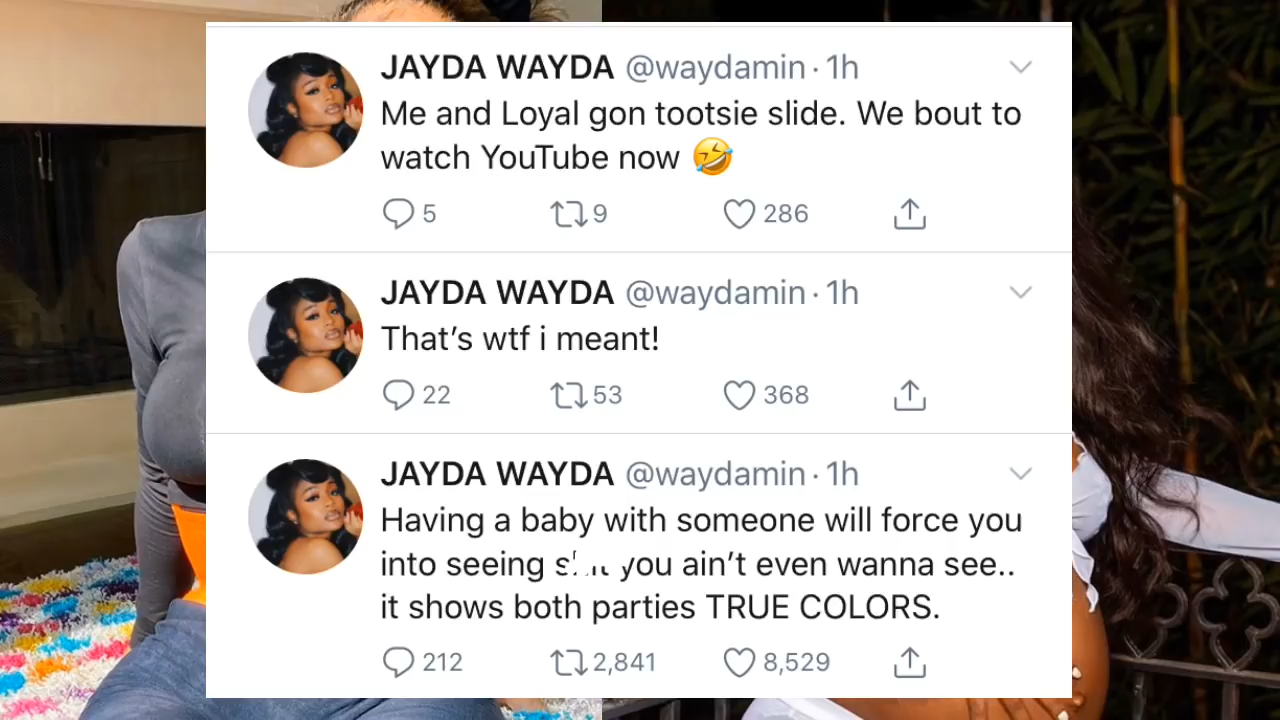 JAYDA WAYDA @waydamin · 1h
Me and Loyal gon tootsie slide. We bout to
watch YouTube now 🤣
5 9 286
JAYDA WAYDA @waydamin · 1h
That's wtf i meant!
22 53 368
JAYDA WAYDA @waydamin · 1h
Having a baby with someone will force you
into seeing you ain't even wanna see..
it shows both parties TRUE COLORS.
212 2,841 8,529